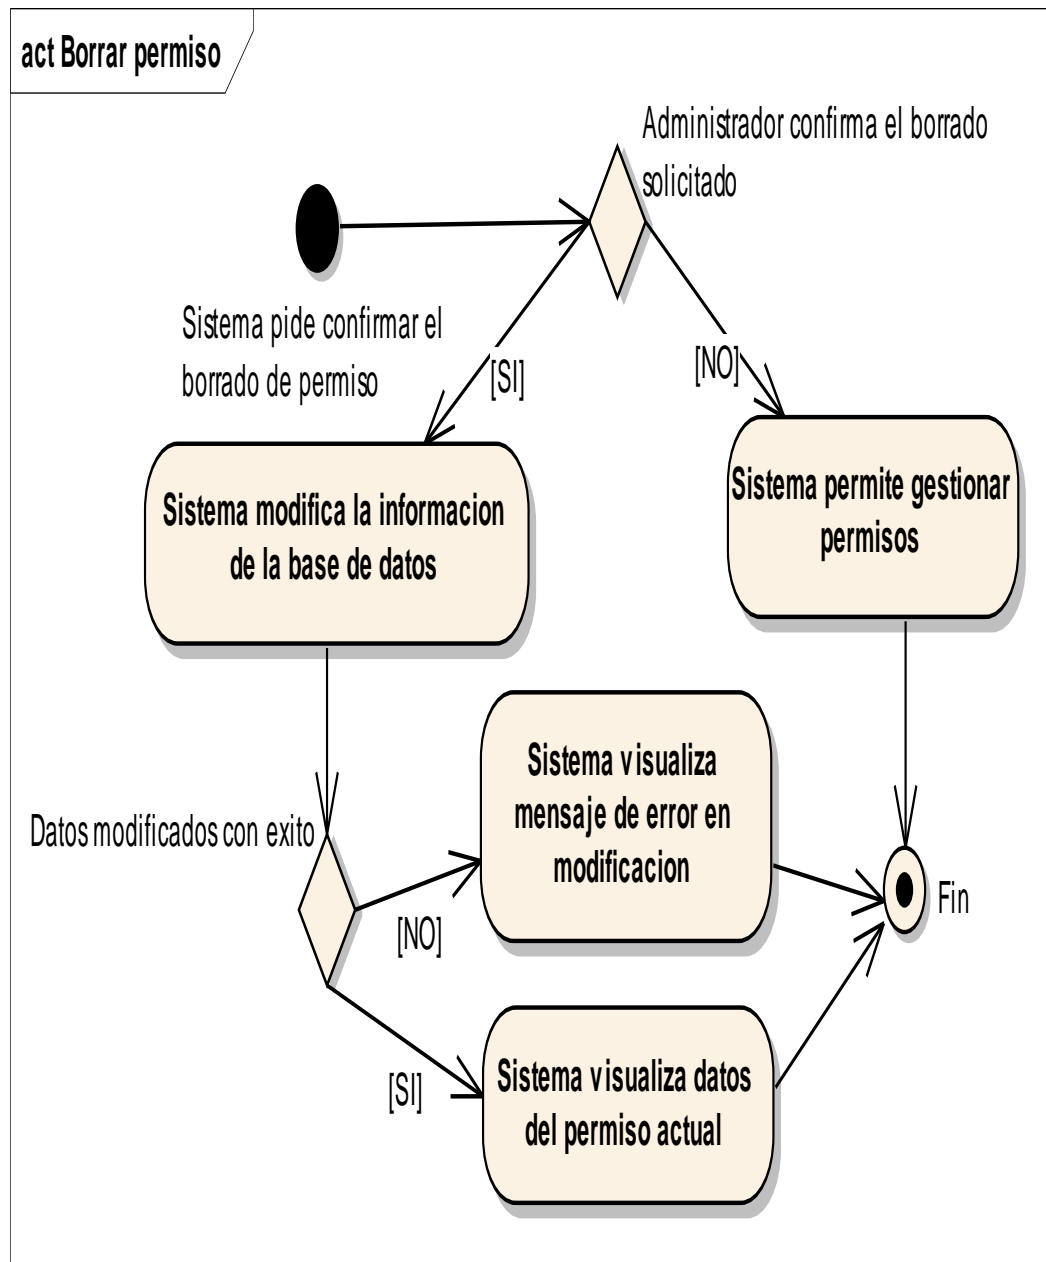 act Borrar permiso
Administrador confirma el borrado
solicitado
Sistema pide confirmar el
borrado de permiso
[SI]
[NO]
Sistema modifica la informacion
de la base de datos
Sistema permite gestionar
permisos
Datos modificados con exito
[NO]
Sistema visualiza
mensaje de error en
modificacion
Fin
[SI]
Sistema visualiza datos
del permiso actual